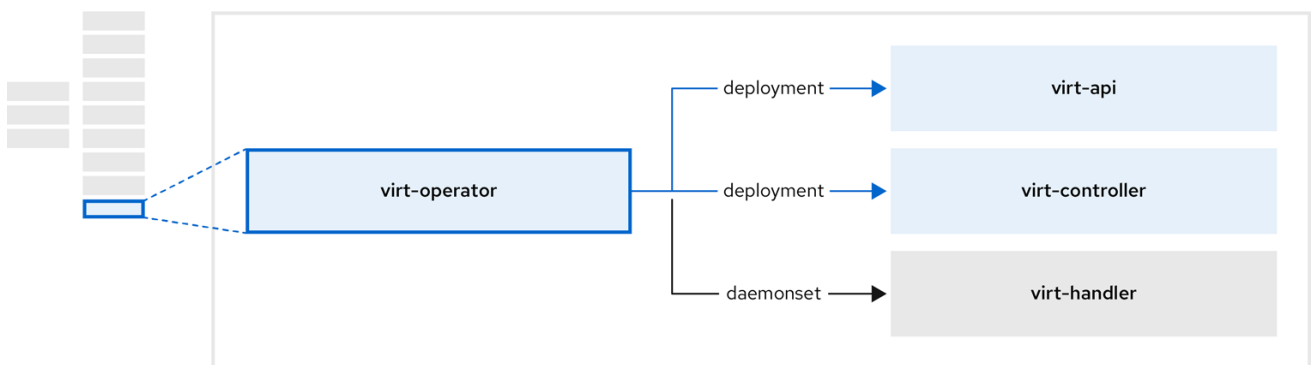 deployment
virt-api
virt-operator
deployment
virt-controller
daemonset
virt-handler